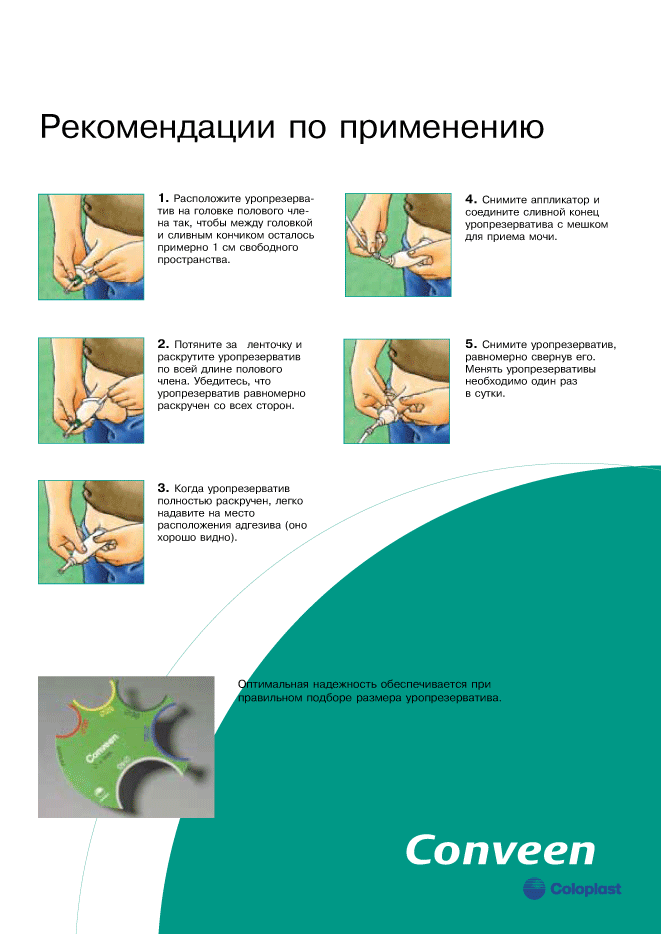 Рекомендации по применению
1. Расположите уропрезерва-
тив на головке полового чле-
на так, чтобы между головкой
и сливным кончиком осталось
примерно 1 см свободного
пространства.
2. Потяните за ленточку и
раскрутите уропрезерватив
по всей длине полового
члена. Убедитесь, что
уропрезерватив равномерно
раскручен со всех сторон.
3. Когда уропрезерватив
полностью раскручен, легко
надавите на место
расположения адгезива (оно
хорошо видно).
4. Снимите аппликатор и
соедините сливной конец
уропрезерватива с мешком
для приема мочи.
5. Снимите уропрезерватив,
равномерно свернув его.
Менять уропрезервативы
необходимо один раз
в сутки.
Оптимальная надежность обеспечивается при
правильном подборе размера уропрезерватива.
Conveen
Conveen
Coloplast